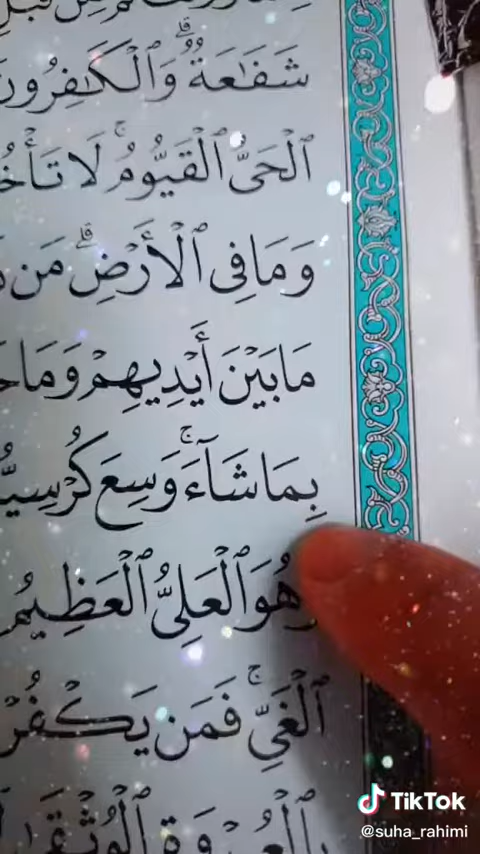 شَفَٰعَةٌۗ وَٱلْكَٰفِرُونَ
ٱلْحَىُّ ٱلْقَيُّومُۚ لَا
وَمَا فِى ٱلْأَرْضِۗ مَن
مَا بَيْنَ أَيْدِيهِمْ وَمَا
بِمَا شَآءَۚ وَسِعَ
وَهُوَ ٱلْعَلِىُّ ٱلْعَظِيمُ
ٱلْغَىِّۚ فَمَن يَكْفُرْ
TikTok
@suha_rahimi